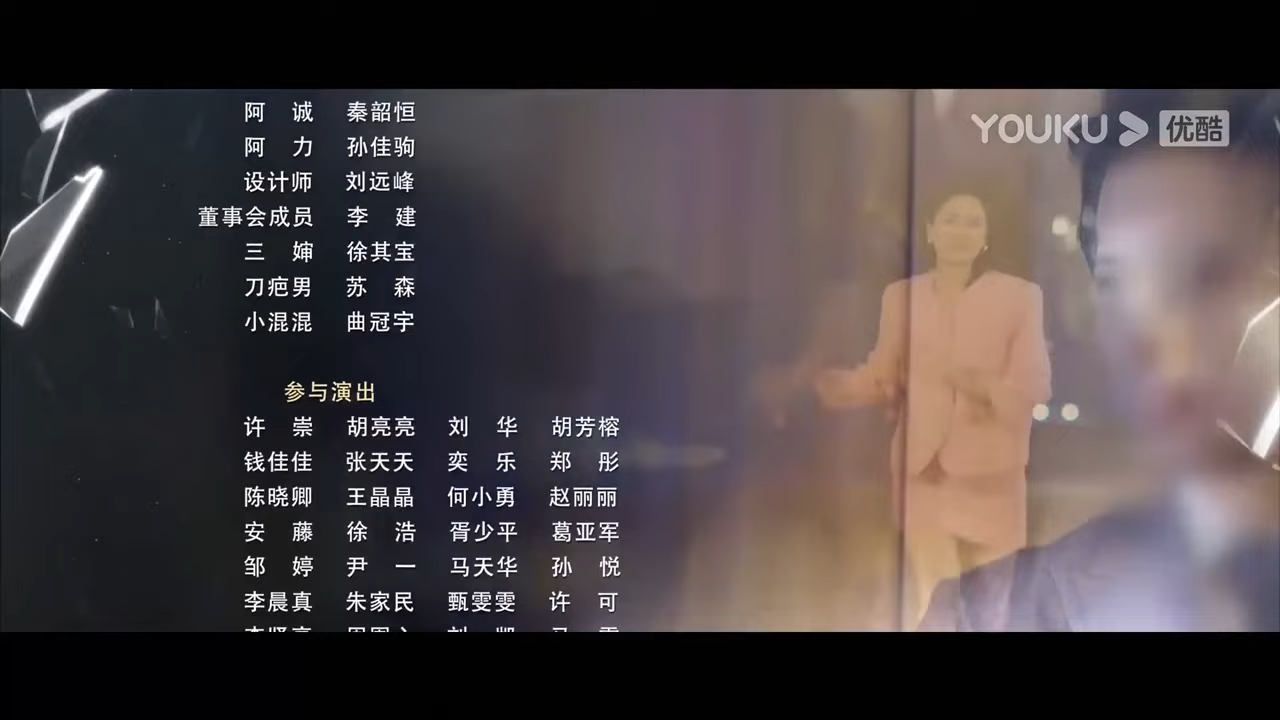 阿诚 秦韶恒
YOUKU 优酷
阿力 孙佳驹
设计师 刘远峰
董事会成员 李建
三婶 徐其宝
刀疤男 苏森
小混混 曲冠宇
参与演出
许崇 胡亮亮 刘华 胡芳榕
钱佳佳 张天天 奕乐 郑彤
陈晓卿 王晶晶 何小勇 赵丽丽
安藤 徐浩 胥少平 葛亚军
邹婷 尹一 马天华 孙悦
李晨真 朱家民 甄雯雯 许可